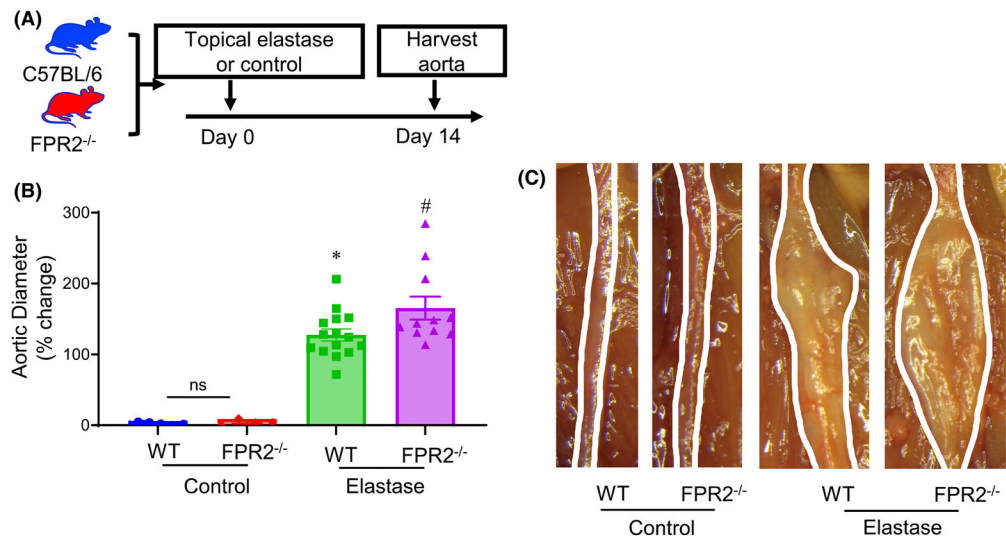 (A)
C57BL/6
FPR2-/-
Topical elastase
or control
Harvest
aorta
Day 0
Day 14
(B)
Aortic Diameter
(% change)
300
200
100
0
ns
*
#
WT
FPR2-/-
WT
FPR2-/-
Control
Elastase
(C)
WT
FPR2-/-
WT
FPR2-/-
Control
Elastase